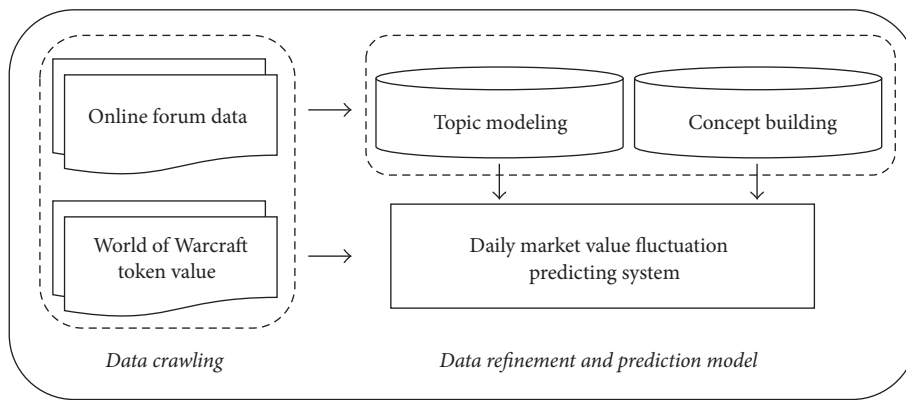 Online forum data
Topic modeling
Concept building
World of Warcraft
token value
Daily market value fluctuation
predicting system
Data crawling
Data refinement and prediction model